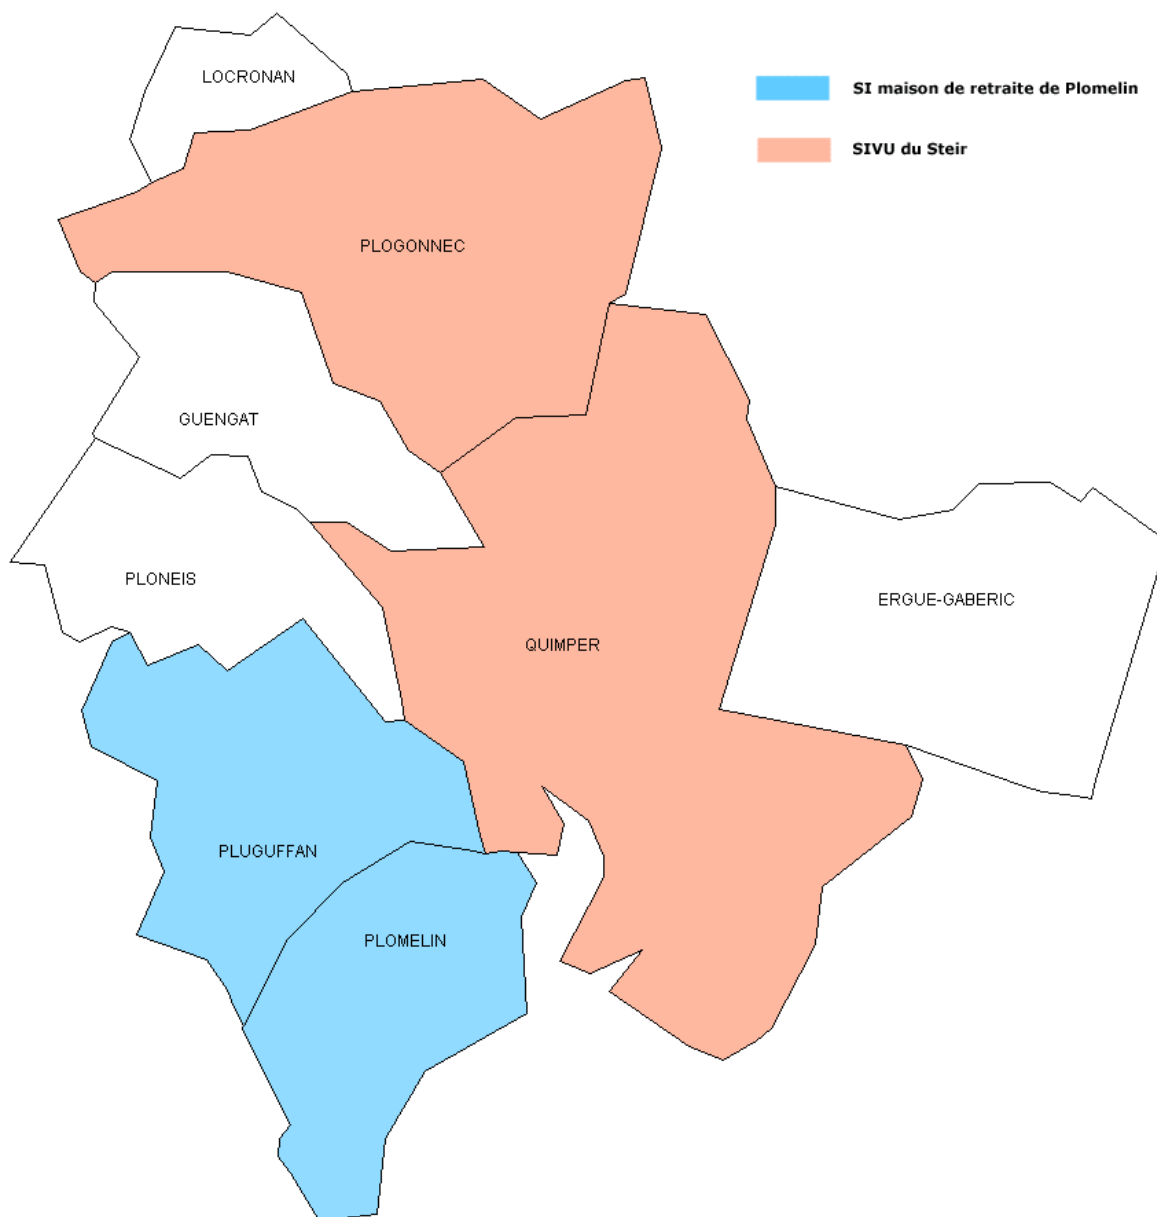 LOCRONAN
SI maison de retraite de Plomelin
SIVU du Steir
PLOGONNEC
GUENGAT
PLONEIS
ERGUE-GABERIC
QUIMPER
PLUGUFFAN
PLOMELIN